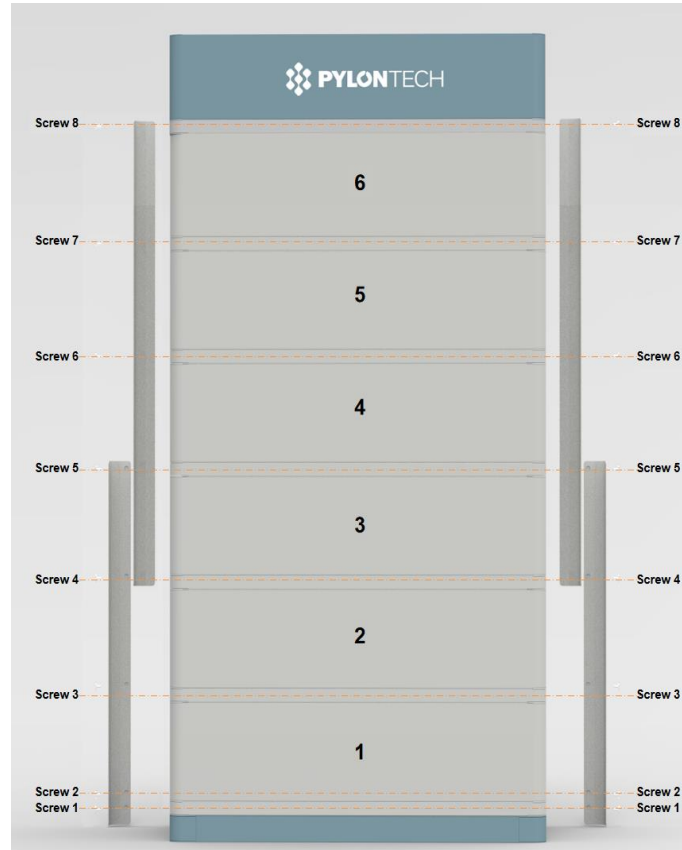 PYLONTECH
Screw 8 Screw 8
6
Screw 7 Screw 7
5
Screw 6 Screw 6
4
Screw 5 Screw 5
3
Screw 4 Screw 4
2
Screw 3 Screw 3
1
Screw 2 Screw 2
Screw 1 Screw 1